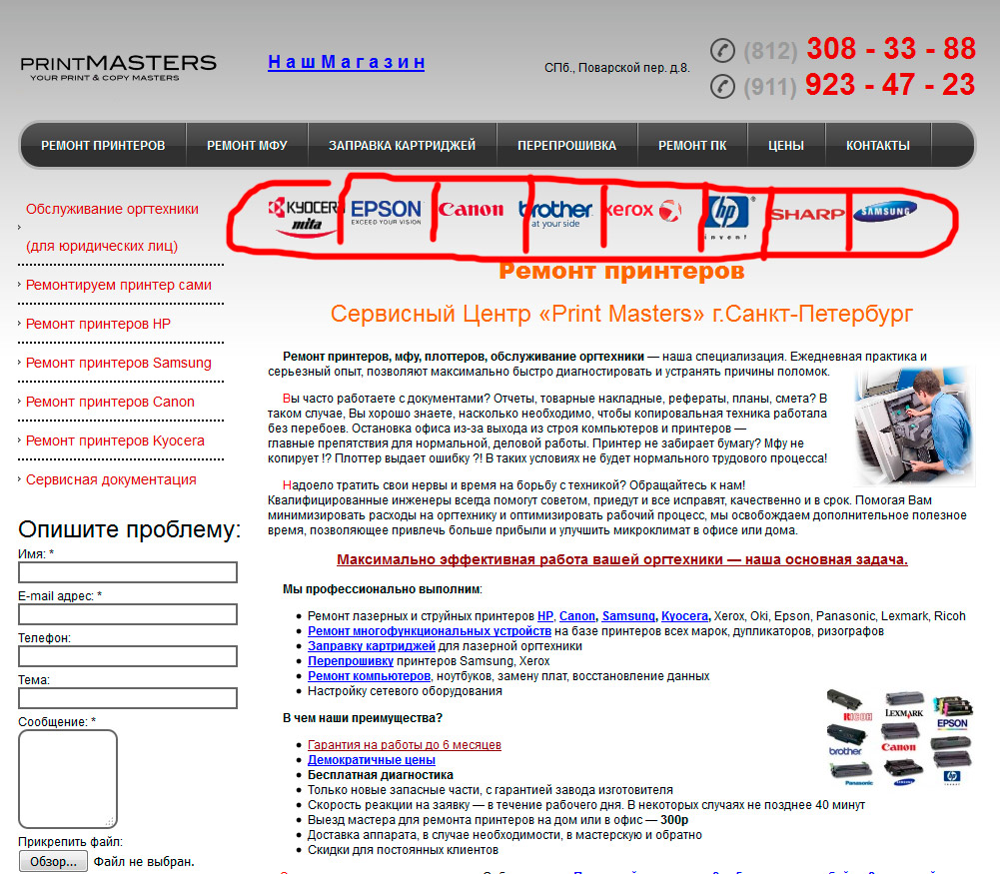 PRINTMASTERS
YOUR PRINT & COPY MASTERS
Н а ш М а г а з и н
СПб., Поварской пер. д.8.
(812) 308 - 33 - 88
(911) 923 - 47 - 23
РЕМОНТ ПРИНТЕРОВ РЕМОНТ МФУ ЗАПРАВКА КАРТРИДЖЕЙ ПЕРЕПРОШИВКА РЕМОНТ ПК ЦЕНЫ КОНТАКТЫ
Обслуживание оргтехники
(для юридических лиц)
Ремонтируем принтер сами
Ремонт принтеров HP
Ремонт принтеров Samsung
Ремонт принтеров Canon
Ремонт принтеров Kyocera
Сервисная документация
Опишите проблему:
Имя: *
E-mail адрес: *
Телефон:
Тема:
Сообщение: *
Прикрепить файл:
Обзор... Файл не выбран.
KYOCERA
mita
EPSON
EXCEED YOUR VISION
Canon
brother
at your side
xerox
hp
invent
SHARP
SAMSUNG
Ремонт принтеров
Сервисный Центр «Print Masters» г.Санкт-Петербург
Ремонт принтеров, мфу, плоттеров, обслуживание оргтехники — наша специализация. Ежедневная практика и
серьезный опыт, позволяют максимально быстро диагностировать и устранять причины поломок.
Вы часто работаете с документами? Отчеты, товарные накладные, рефераты, планы, смета? В
таком случае, Вы хорошо знаете, насколько необходимо, чтобы копировальная техника работала
без перебоев. Остановка офиса из-за выхода из строя компьютеров и принтеров —
главные препятствия для нормальной, деловой работы. Принтер не забирает бумагу? Мфу не
копирует !? Плоттер выдает ошибку ?! В таких условиях не будет нормального трудового процесса!
Надоело тратить свои нервы и время на борьбу с техникой? Обращайтесь к нам!
Квалифицированные инженеры всегда помогут советом, приедут и все исправят, качественно и в срок. Помогая Вам
минимизировать расходы на оргтехнику и оптимизировать рабочий процесс, мы освобождаем дополнительное полезное
время, позволяющее привлечь больше прибыли и улучшить микроклимат в офисе или дома.
Максимально эффективная работа вашей оргтехники — наша основная задача.
Мы профессионально выполним:
Ремонт лазерных и струйных принтеров HP, Canon, Samsung, Kyocera, Xerox, Oki, Epson, Panasonic, Lexmark, Ricoh
Ремонт многофункциональных устройств на базе принтеров всех марок, дупликаторов, ризографов
Заправку картриджей для лазерной оргтехники
Перепрошивку принтеров Samsung, Xerox
Ремонт компьютеров, ноутбуков, замену плат, восстановление данных
Настройку сетевого оборудования
В чем наши преимущества?
Гарантия на работы до 6 месяцев
Демократичные цены
Бесплатная диагностика
Только новые запасные части, с гарантией завода изготовителя
Скорость реакции на заявку — в течение рабочего дня. В некоторых случаях не позднее 40 минут
Выезд мастера для ремонта принтеров на дом или в офис — 300р
Доставка аппарата, в случае необходимости, в мастерскую и обратно
Скидки для постоянных клиентов
RICOH
LEXMARK
EPSON
brother
Canon
Panasonic
SAMSUNG
hp